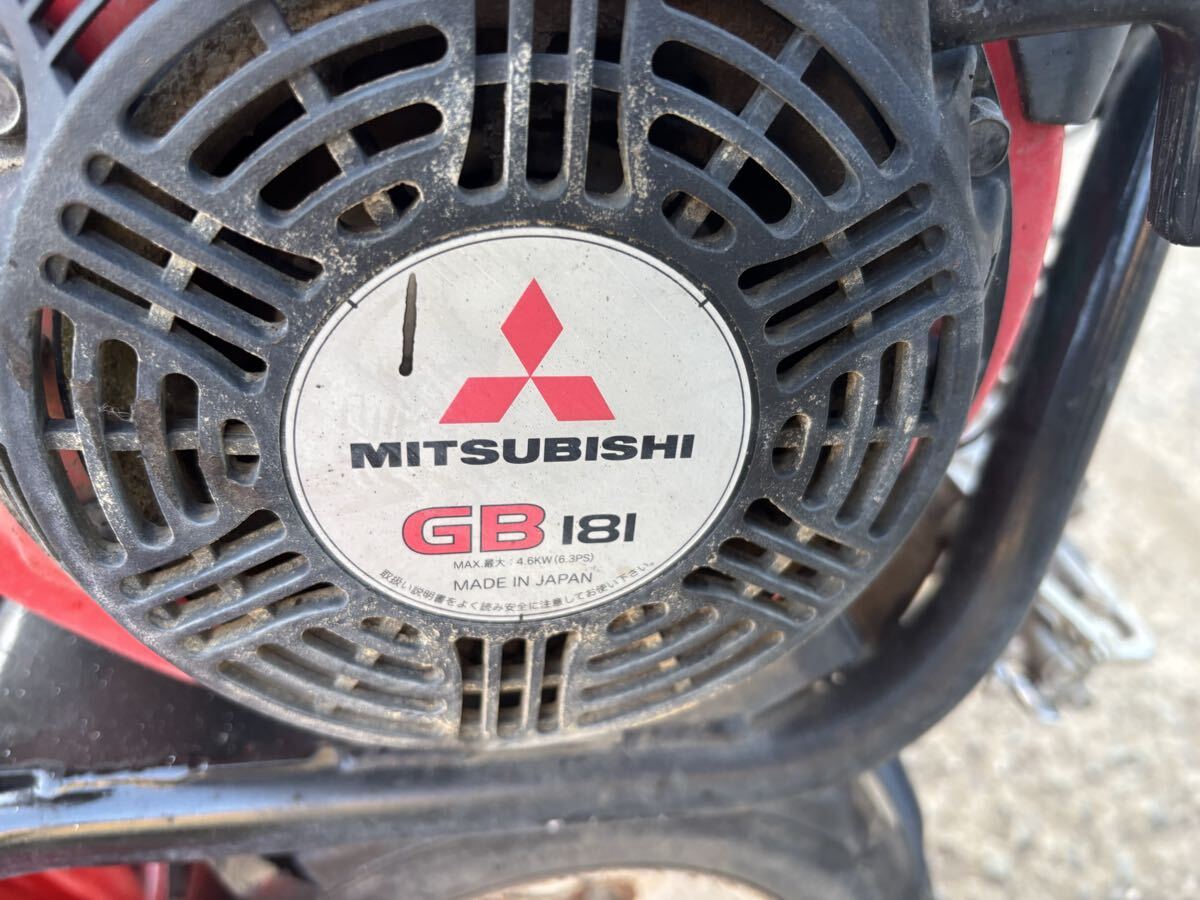 MITSUBISHI
GB 181
MAX.最大：4.6KW(6.3PS)
MADE IN JAPAN
取扱い説明書をよく読み安全に注意してお使い下さい。